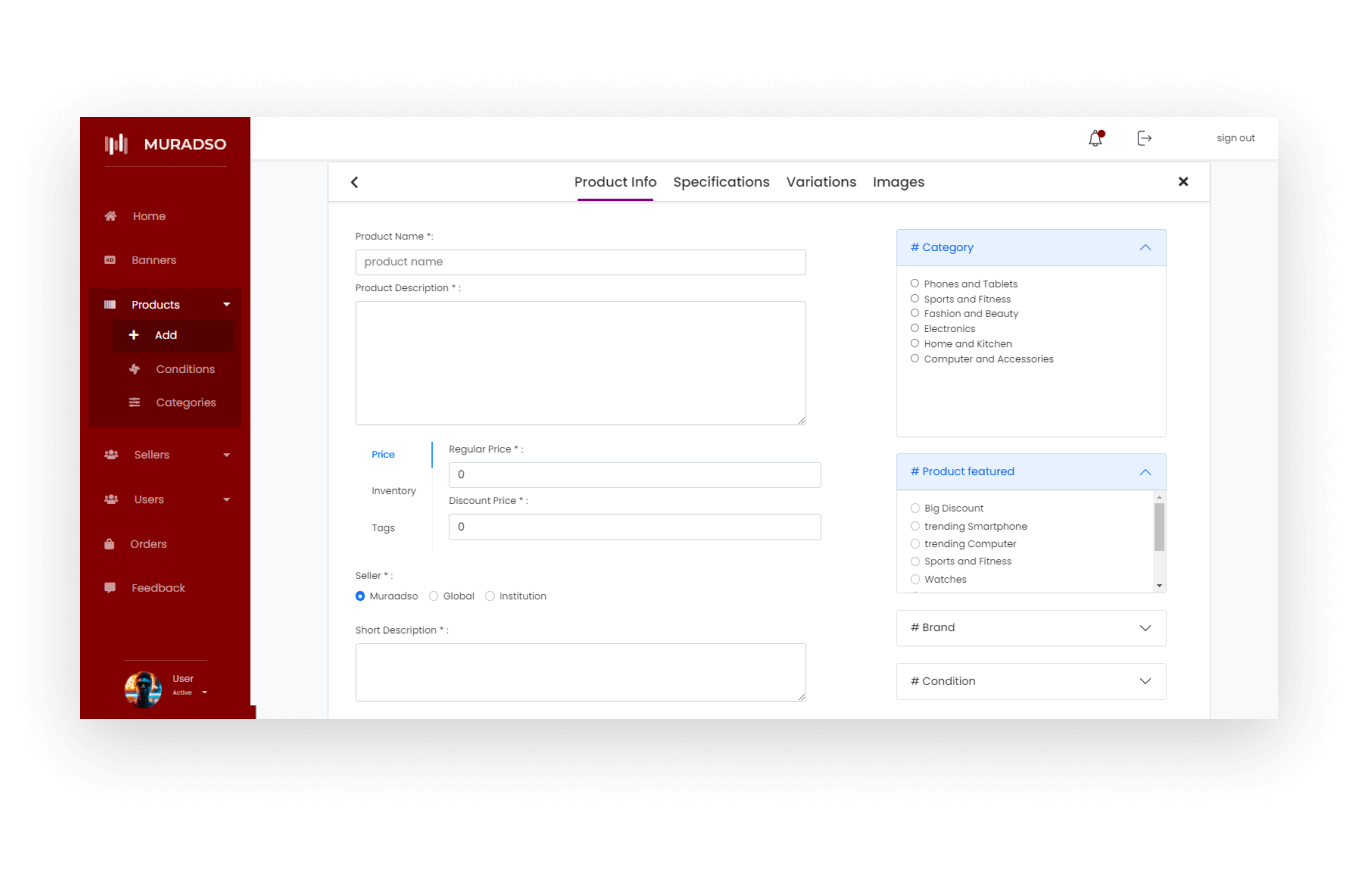 MURADSO
Home
AD Banners
Products
Add
Conditions
Categories
Sellers
Users
Orders
Feedback
User
Active
sign out
Product Info Specifications Variations Images
Product Name *:
product name
Product Description * :
Price
Inventory
Tags
Regular Price * :
0
Discount Price * :
0
Seller * :
Muraadso Global Institution
Short Description * :
# Category
Phones and Tablets
Sports and Fitness
Fashion and Beauty
Electronics
Home and Kitchen
Computer and Accessories
# Product featured
Big Discount
trending Smartphone
trending Computer
Sports and Fitness
Watches
# Brand
# Condition